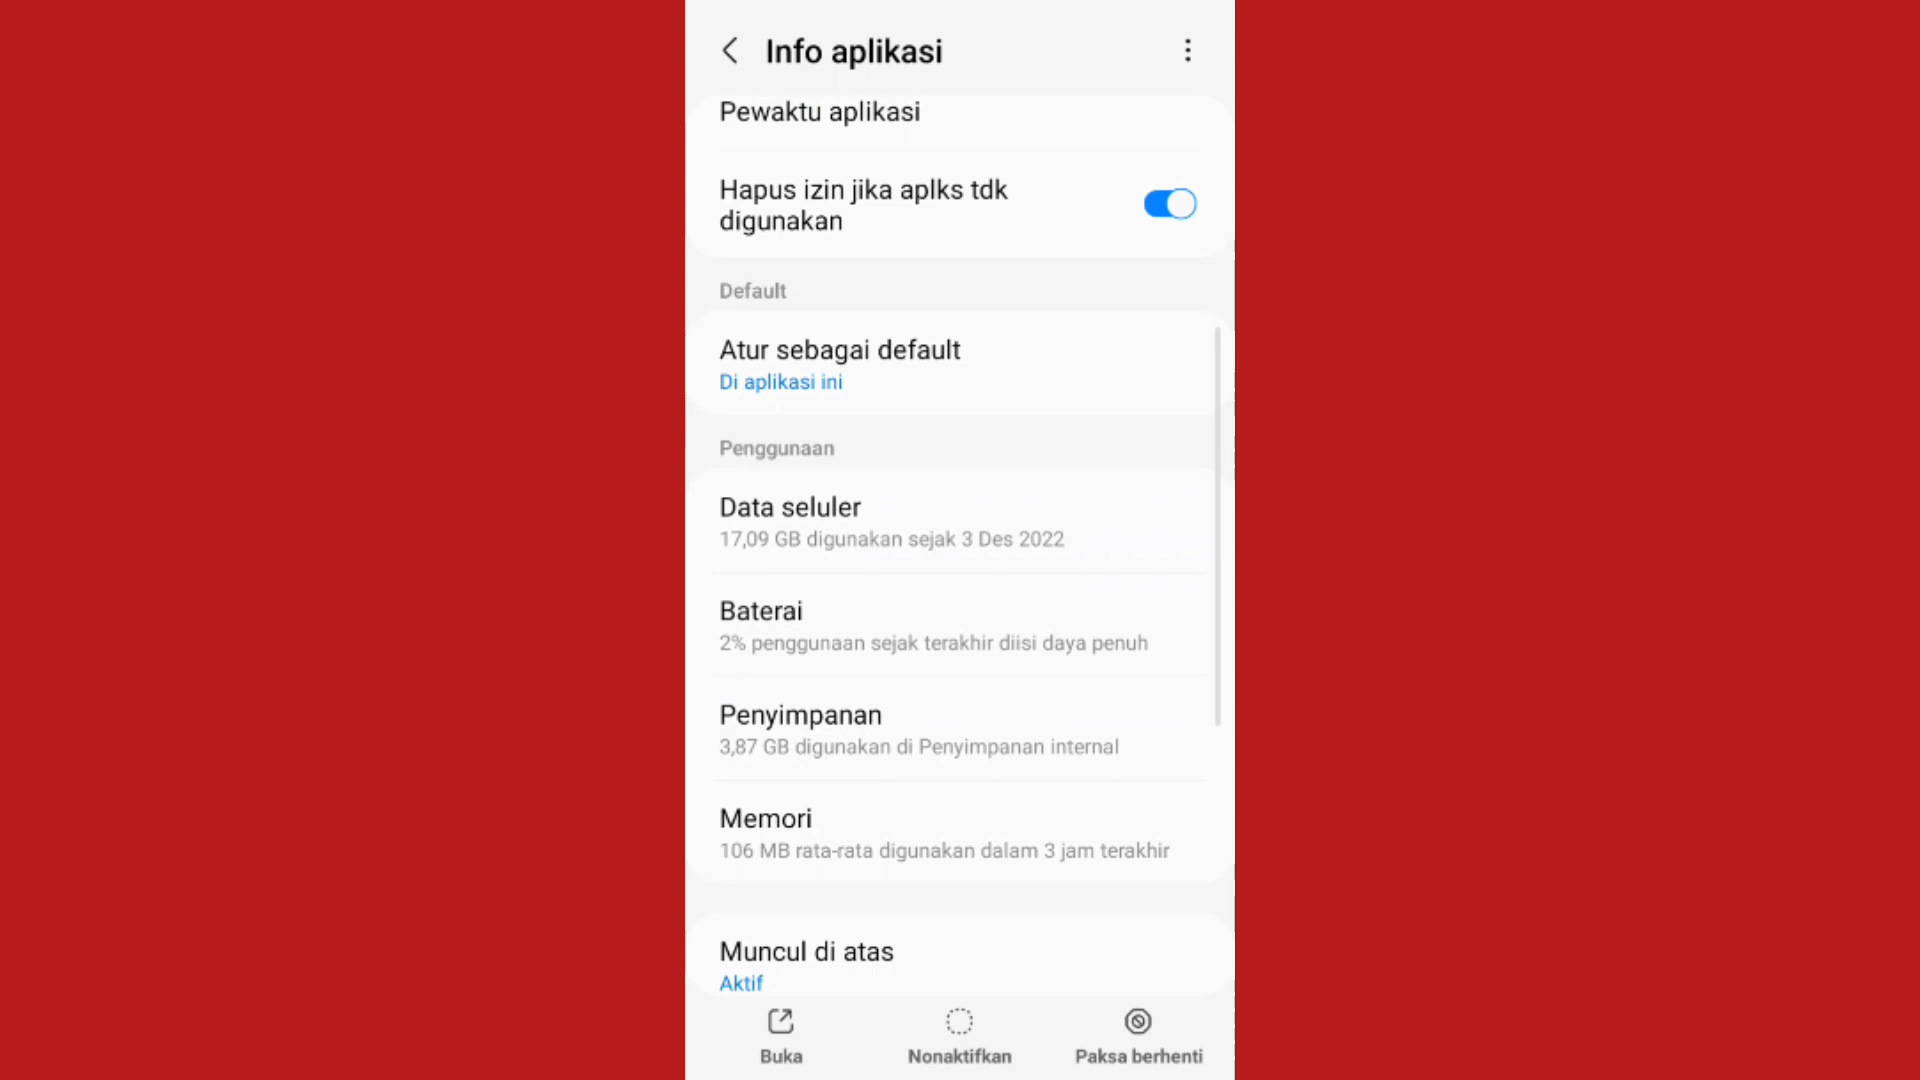 Info aplikasi
Pewaktu aplikasi
Hapus izin jika aplks tdk
digunakan
Default
Atur sebagai default
Di aplikasi ini
Penggunaan
Data seluler
17,09 GB digunakan sejak 3 Des 2022
Baterai
2% penggunaan sejak terakhir diisi daya penuh
Penyimpanan
3,87 GB digunakan di Penyimpanan internal
Memori
106 MB rata-rata digunakan dalam 3 jam terakhir
Muncul di atas
Aktif
Buka
Nonaktifkan
Paksa berhenti